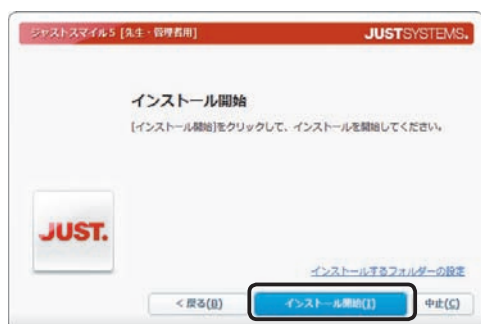 ジャストスマイル5 [先生・管理者用]
JUSTSYSTEMS.
インストール開始
[インストール開始]をクリックして、インストールを開始してください。
JUST.
インストールするフォルダーの設定
< 戻る(B)
インストール開始(I)
中止(C)